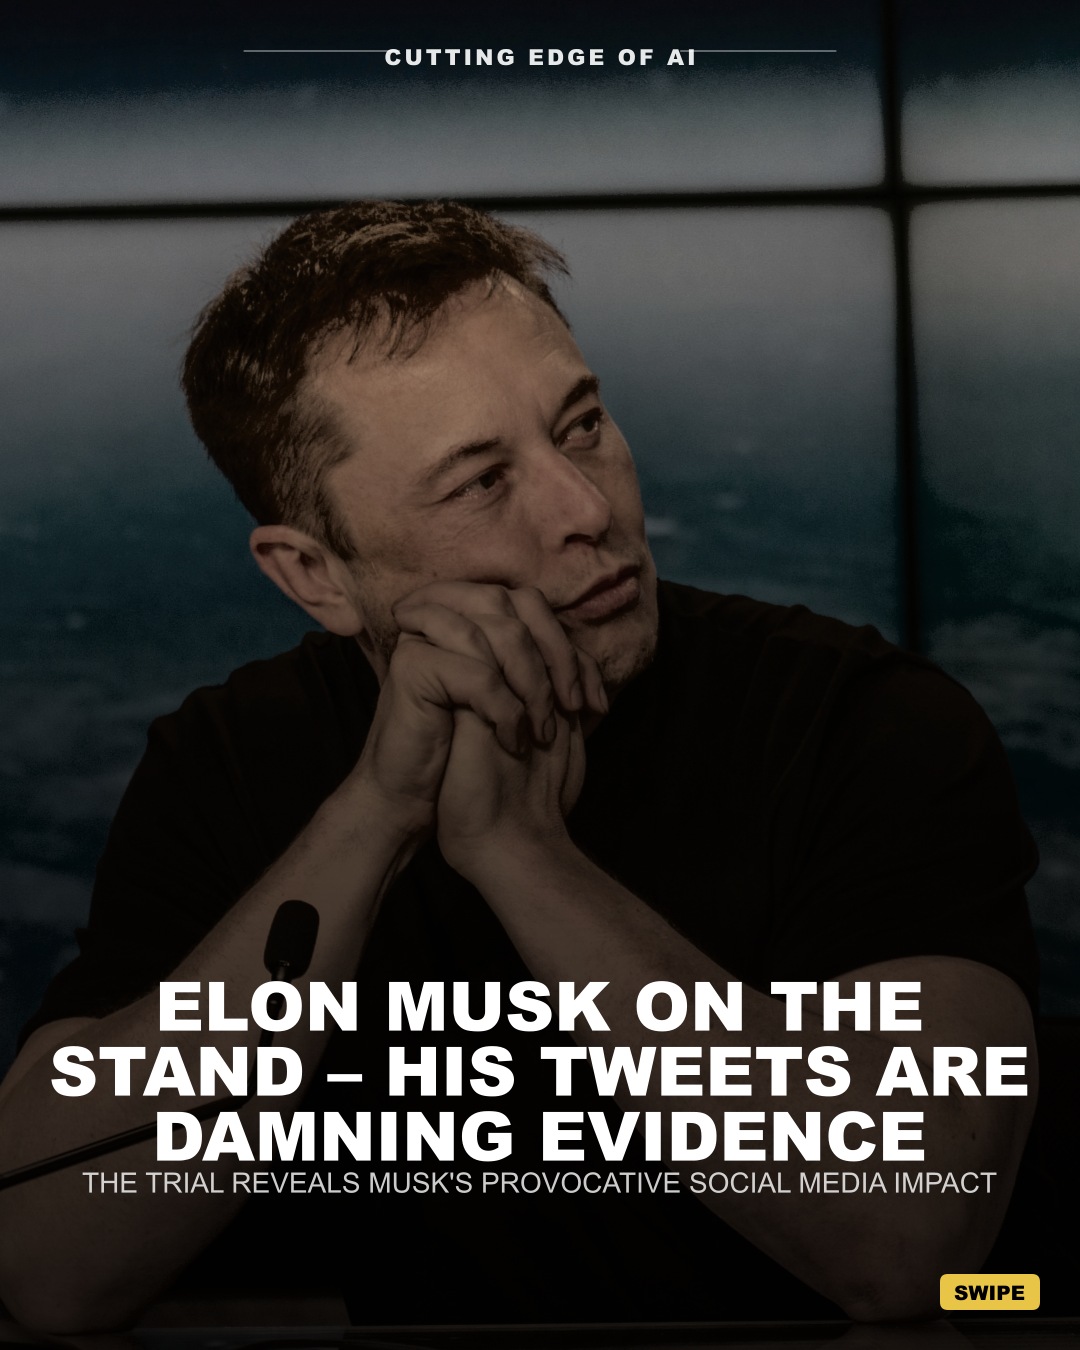 CUTTING EDGE OF AI
ELON MUSK ON THE
STAND – HIS TWEETS ARE
DAMNING EVIDENCE
THE TRIAL REVEALS MUSK'S PROVOCATIVE SOCIAL MEDIA IMPACT
SWIPE